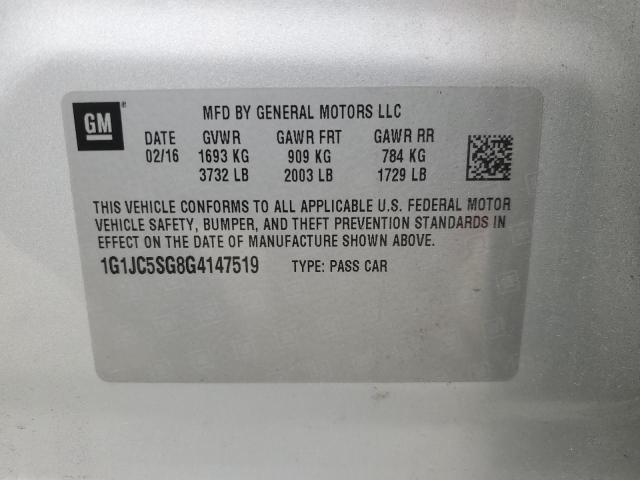 GM
MFD BY GENERAL MOTORS LLC
DATE GVWR GAWR FRT GAWR RR
02/16 1693 KG 909 KG 784 KG
3732 LB 2003 LB 1729 LB
THIS VEHICLE CONFORMS TO ALL APPLICABLE U.S. FEDERAL MOTOR
VEHICLE SAFETY, BUMPER, AND THEFT PREVENTION STANDARDS IN
EFFECT ON THE DATE OF MANUFACTURE SHOWN ABOVE.
1G1JC5SG8G4147519 TYPE: PASS CAR